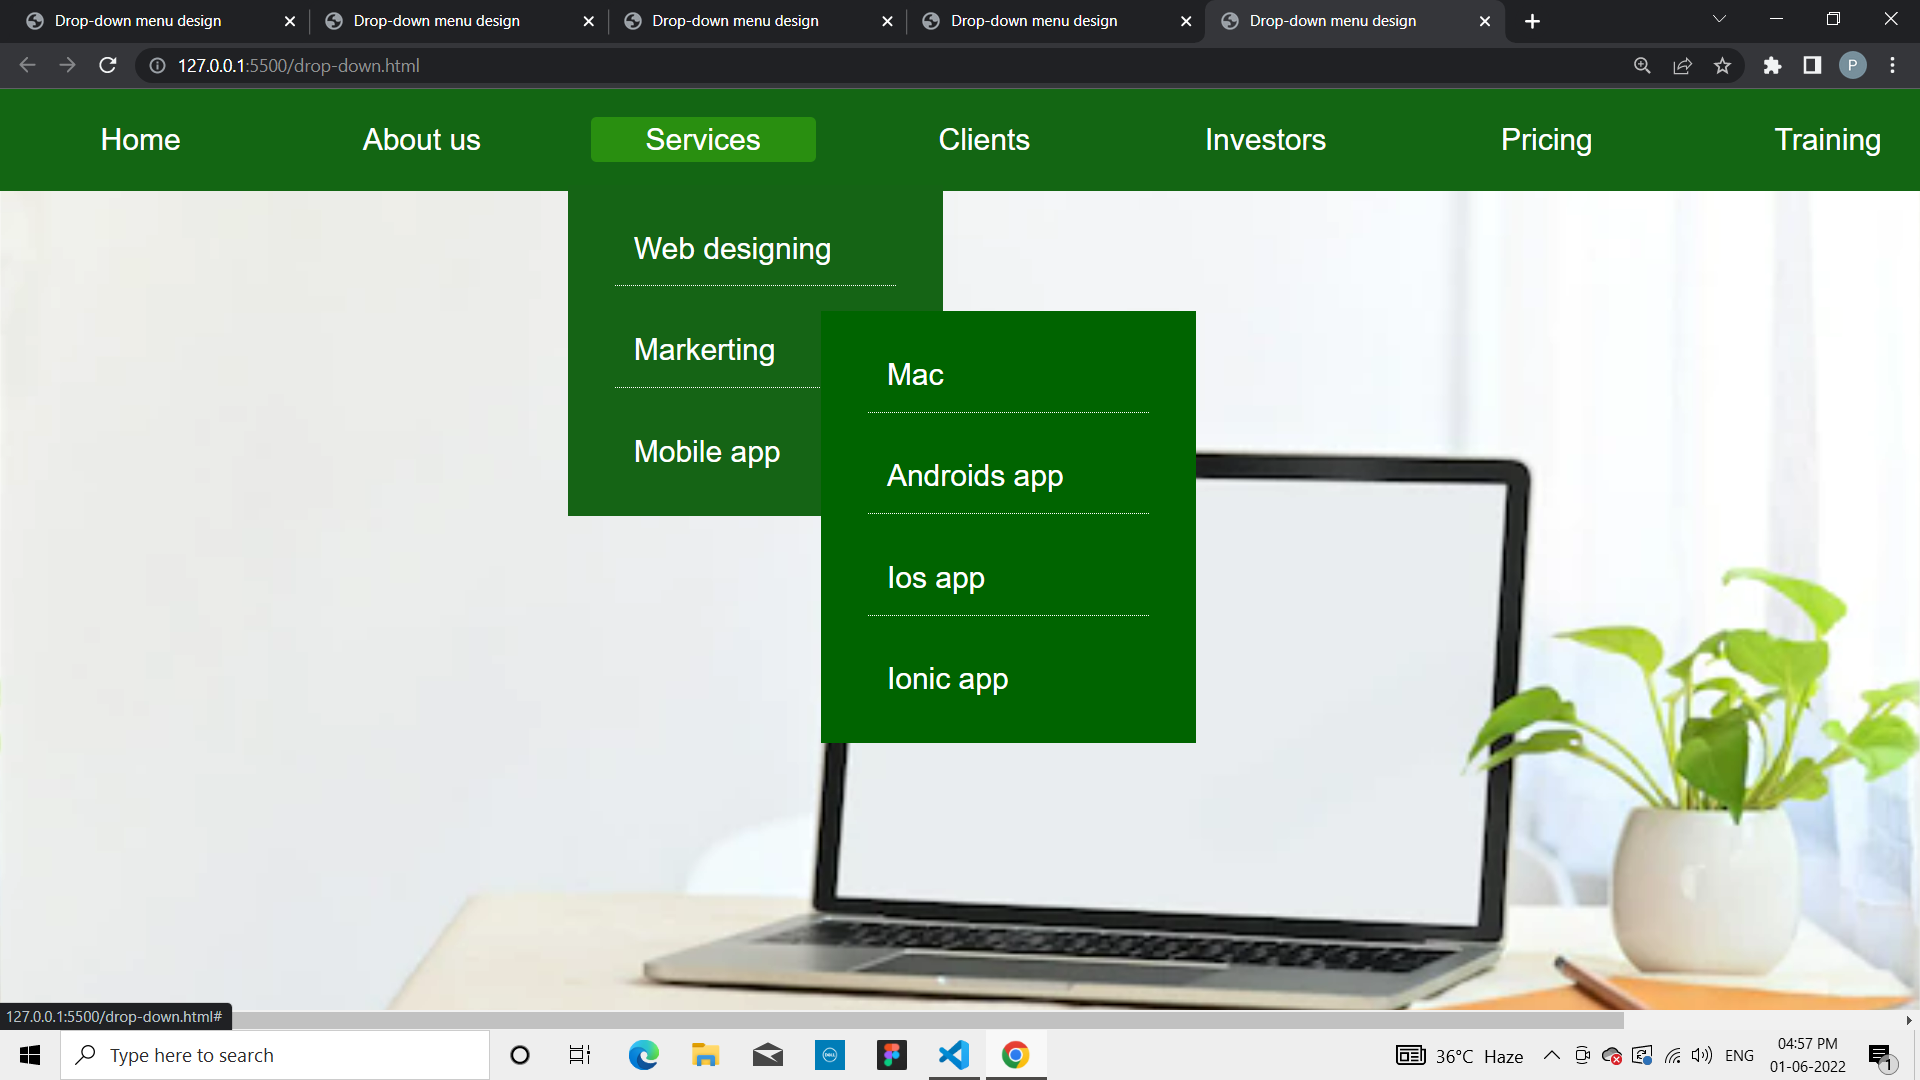 Drop-down menu design Drop-down menu design Drop-down menu design Drop-down menu design Drop-down menu design
127.0.0.1:5500/drop-down.html P
Home About us Services Clients Investors Pricing Training
Web designing
Markerting
Mobile app
Mac
Androids app
Ios app
Ionic app
127.0.0.1:5500/drop-down.html#
Type here to search
36°C Haze
ENG
04:57 PM
01-06-2022
1